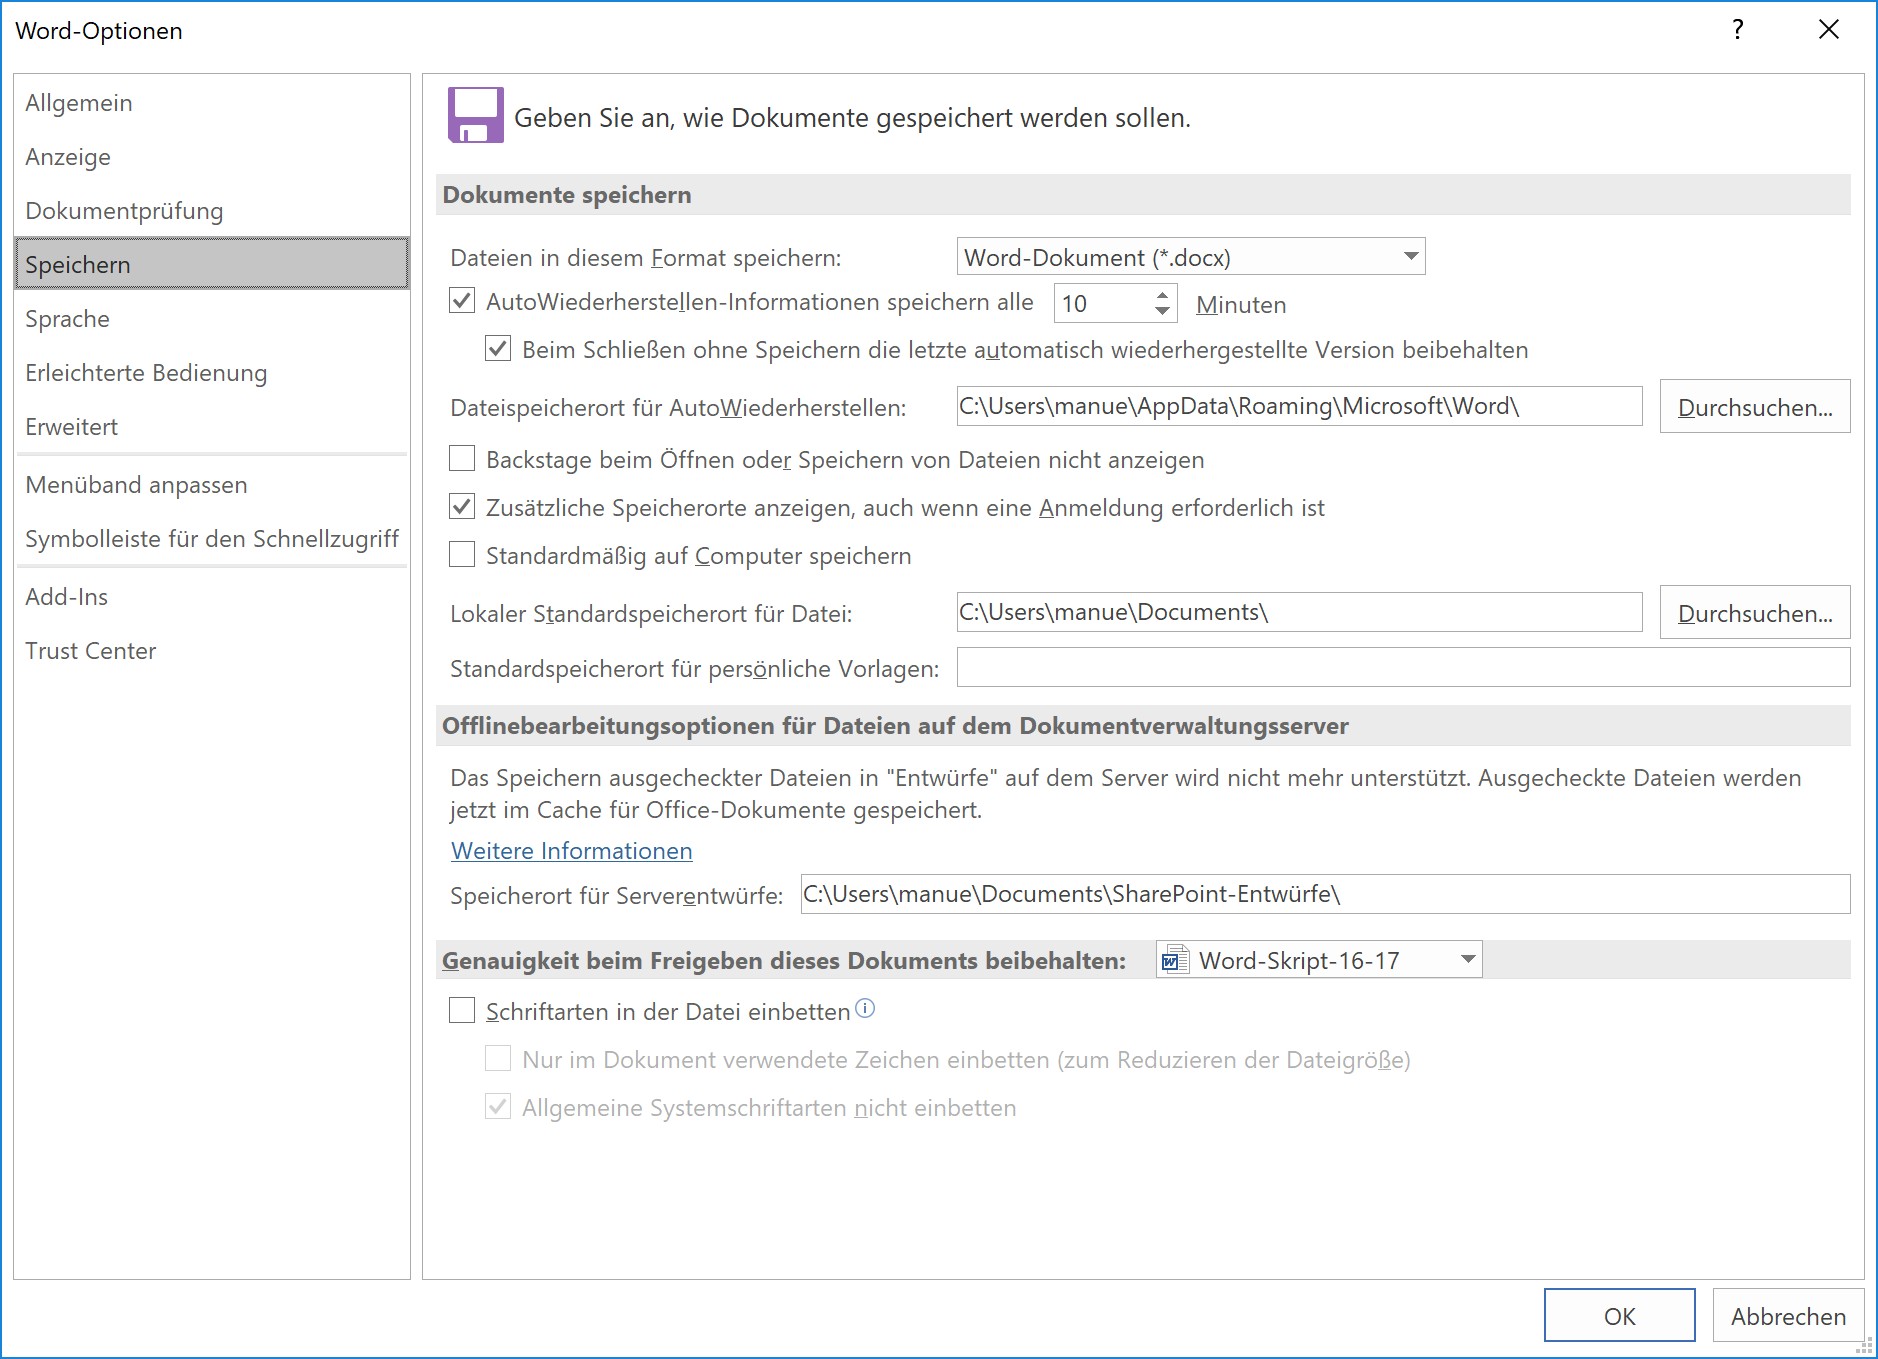 Word-Optionen
?
Allgemein
Anzeige
Dokumentprüfung
Speichern
Sprache
Erleichterte Bedienung
Erweitert
Menüband anpassen
Symbolleiste für den Schnellzugriff
Add-Ins
Trust Center
Geben Sie an, wie Dokumente gespeichert werden sollen.
Dokumente speichern
Dateien in diesem Format speichern: Word-Dokument (*.docx)
AutoWiederherstellen-Informationen speichern alle 10 Minuten
Beim Schließen ohne Speichern die letzte automatisch wiederhergestellte Version beibehalten
Dateispeicherort für AutoWiederherstellen: C:\Users\manue\AppData\Roaming\Microsoft\Word\ Durchsuchen...
Backstage beim Öffnen oder Speichern von Dateien nicht anzeigen
Zusätzliche Speicherorte anzeigen, auch wenn eine Anmeldung erforderlich ist
Standardmäßig auf Computer speichern
Lokaler Standardspeicherort für Datei: C:\Users\manue\Documents\ Durchsuchen...
Standardspeicherort für persönliche Vorlagen:
Offlinebearbeitungsoptionen für Dateien auf dem Dokumentverwaltungsserver
Das Speichern ausgecheckter Dateien in "Entwürfe" auf dem Server wird nicht mehr unterstützt. Ausgecheckte Dateien werden
jetzt im Cache für Office-Dokumente gespeichert.
Weitere Informationen
Speicherort für Serverentwürfe: C:\Users\manue\Documents\SharePoint-Entwürfe\
Genauigkeit beim Freigeben dieses Dokuments beibehalten: Word-Skript-16-17
Schriftarten in der Datei einbetten
Nur im Dokument verwendete Zeichen einbetten (zum Reduzieren der Dateigröße)
Allgemeine Systemschriftarten nicht einbetten
OK Abbrechen